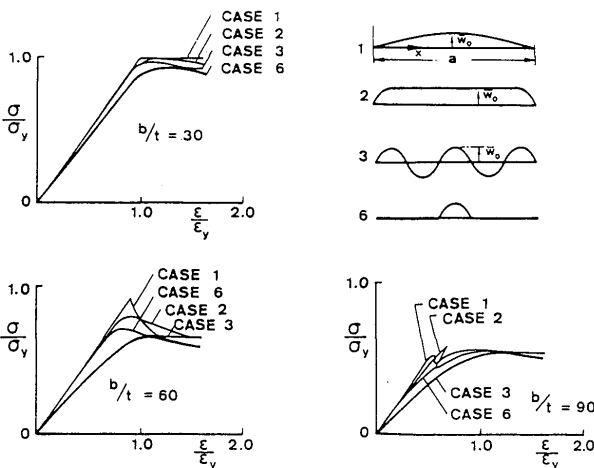 CASE 1
CASE 2
CASE 3
CASE 6
1.0
σ
σy
b/t = 30
0
1.0
ε
εy
2.0
1
w̄o
x
a
2
w̄o
3
w̄o
6
CASE 1
CASE 6
CASE 2
CASE 3
1.0
σ
σy
b/t = 60
0
1.0
ε
εy
2.0
CASE 1
CASE 2
1.0
σ
σy
CASE 3
CASE 6
b/t = 90
0
1.0
ε
εy
2.0